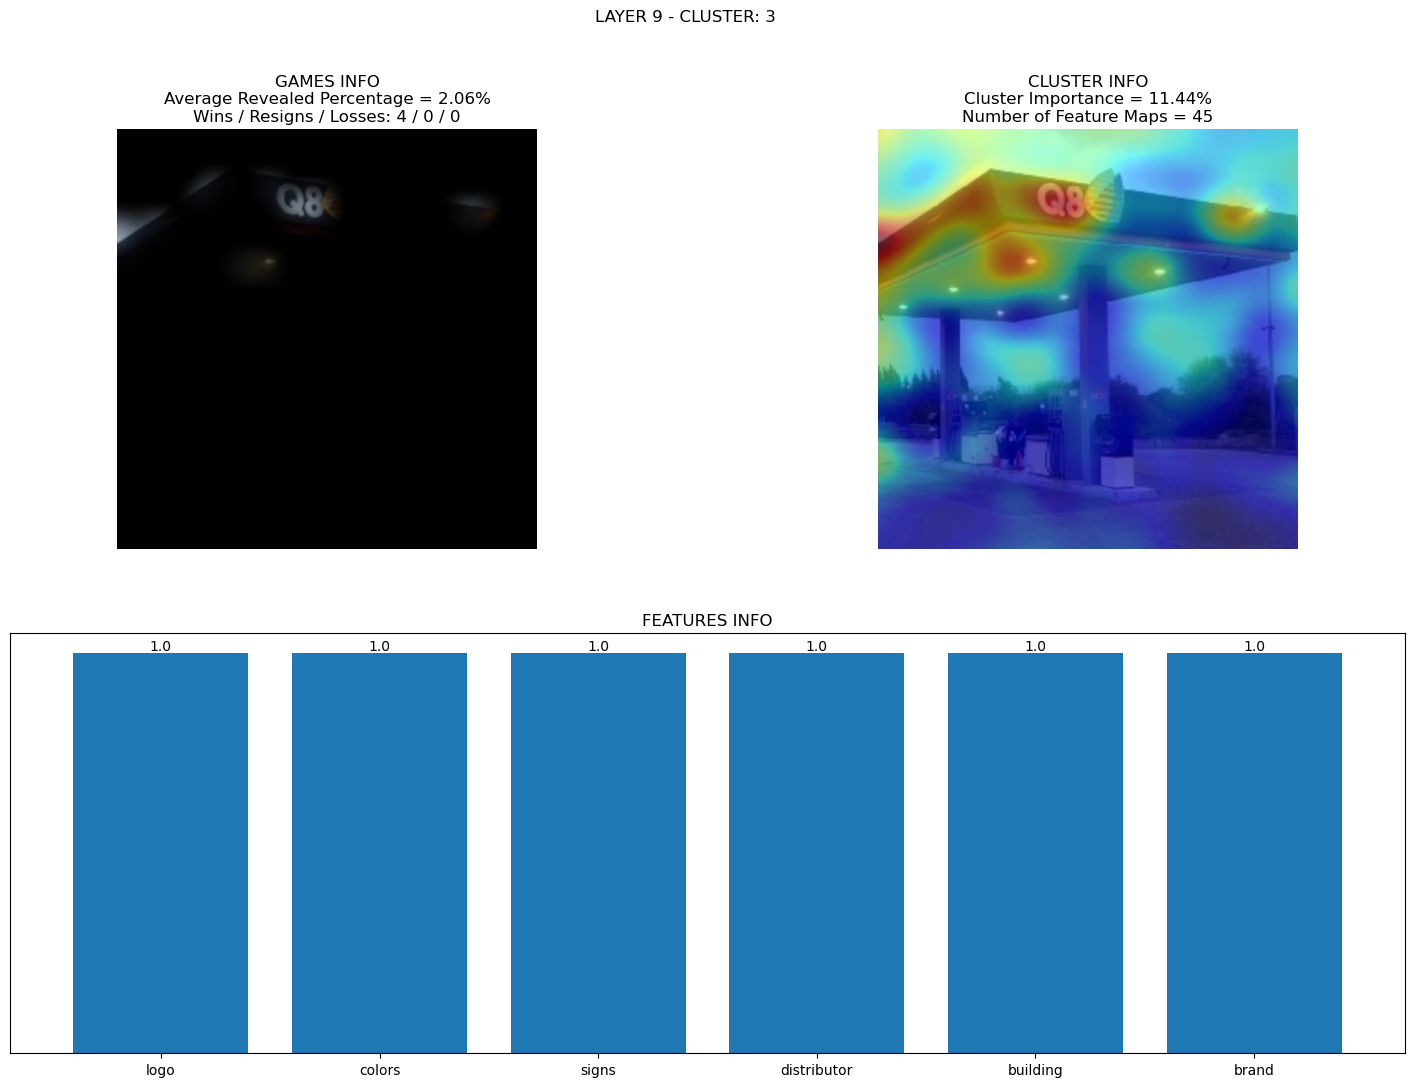 LAYER 9 - CLUSTER: 3
GAMES INFO
Average Revealed Percentage = 2.06%
Wins / Resigns / Losses: 4 / 0 / 0
Q8
CLUSTER INFO
Cluster Importance = 11.44%
Number of Feature Maps = 45
Q8
FEATURES INFO
1.0 1.0 1.0 1.0 1.0 1.0
logo colors signs distributor building brand